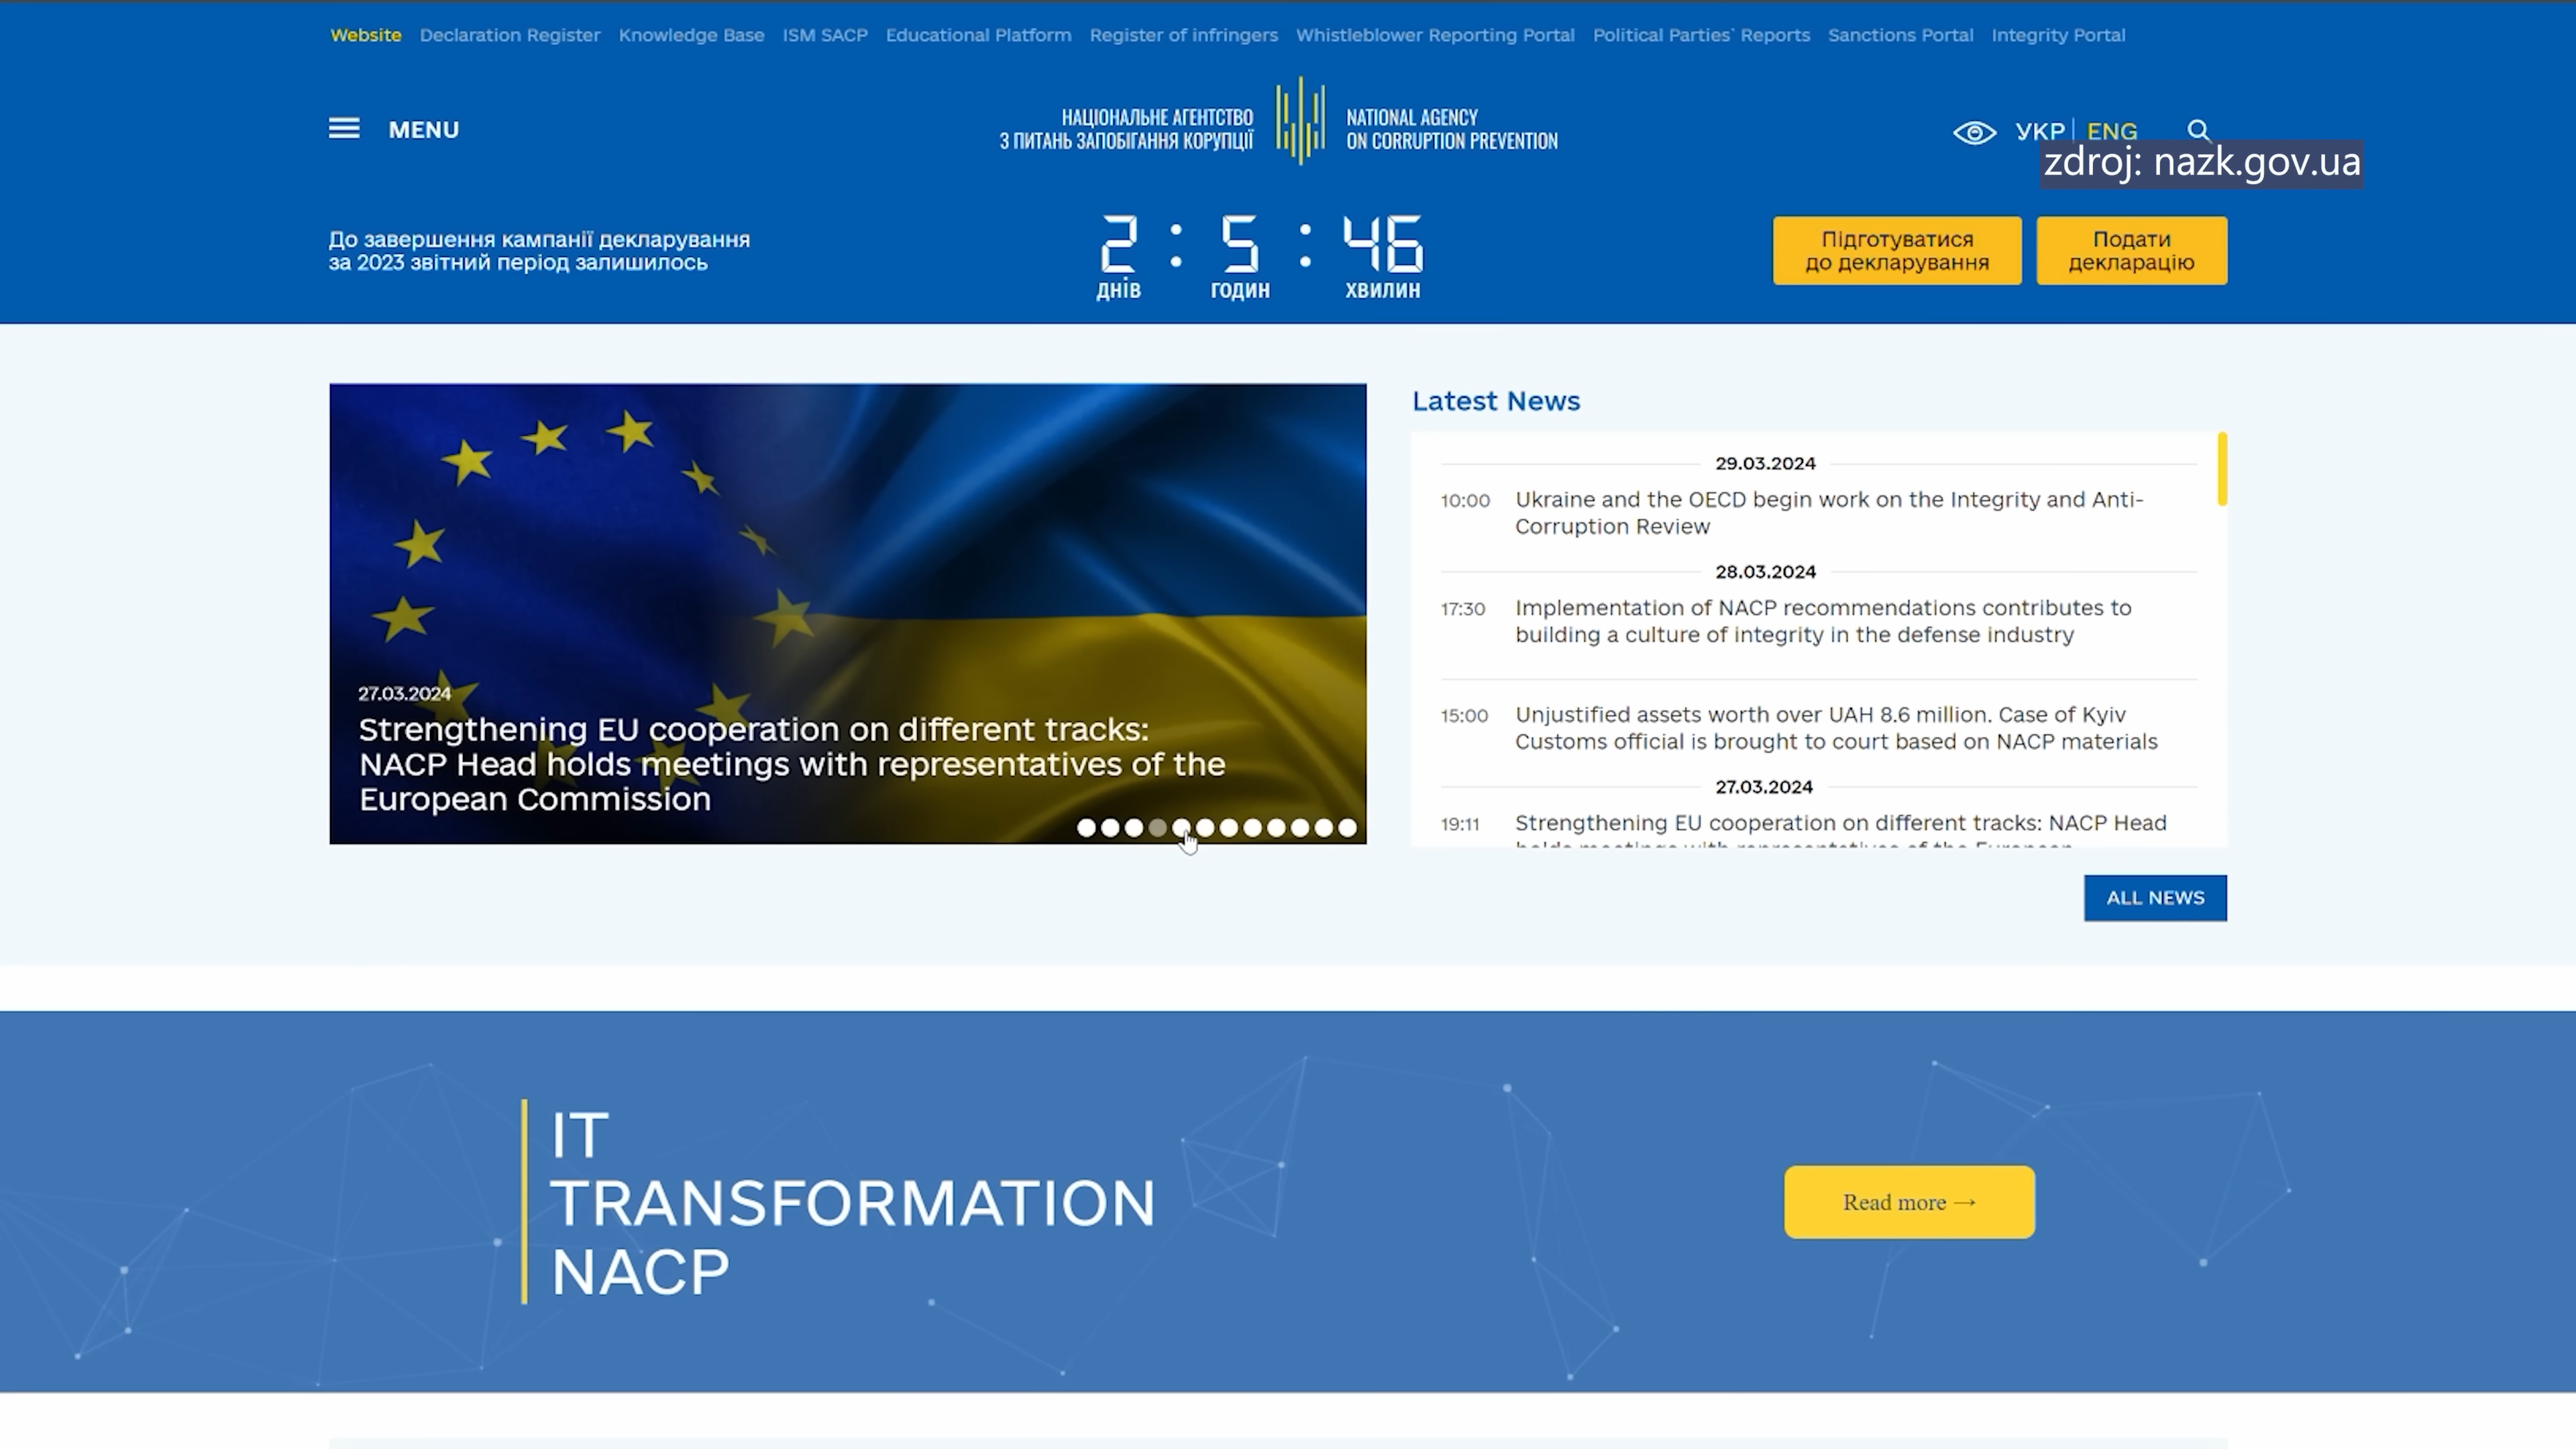 Website Declaration Register Knowledge Base ISM SACP Educational Platform Register of infringers Whistleblower Reporting Portal Political Parties` Reports Sanctions Portal Integrity Portal
MENU
НАЦІОНАЛЬНЕ АГЕНТСТВО
З ПИТАНЬ ЗАПОБІГАННЯ КОРУПЦІЇ
NATIONAL AGENCY
ON CORRUPTION PREVENTION
УКР | ENG
zdroj: nazk.gov.ua
До завершення кампанії декларування
за 2023 звітний період залишилось
2 : 5 : 46
днів годин хвилин
Підготуватися
до декларування
Подати
декларацію
27.03.2024
Strengthening EU cooperation on different tracks:
NACP Head holds meetings with representatives of the
European Commission
Latest News
29.03.2024
10:00 Ukraine and the OECD begin work on the Integrity and Anti-
Corruption Review
28.03.2024
17:30 Implementation of NACP recommendations contributes to
building a culture of integrity in the defense industry
15:00 Unjustified assets worth over UAH 8.6 million. Case of Kyiv
Customs official is brought to court based on NACP materials
27.03.2024
19:11 Strengthening EU cooperation on different tracks: NACP Head
holds meetings with representatives of the European
ALL NEWS
IT
TRANSFORMATION
NACP
Read more →